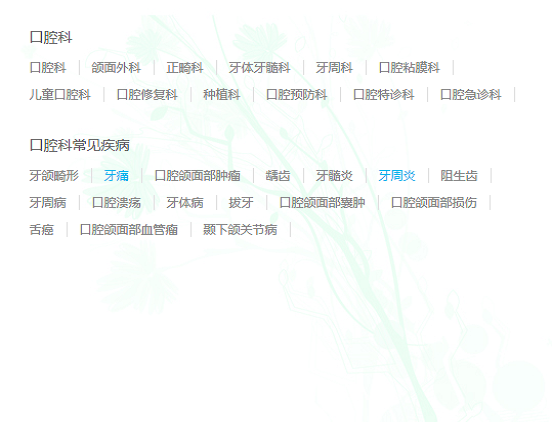 口腔科
口腔科 | 颌面外科 | 正畸科 | 牙体牙髓科 | 牙周科 | 口腔粘膜科 |
儿童口腔科 | 口腔修复科 | 种植科 | 口腔预防科 | 口腔特诊科 | 口腔急诊科 |
口腔科常见疾病
牙颌畸形 | 牙痛 | 口腔颌面部肿瘤 | 龋齿 | 牙髓炎 | 牙周炎 | 阻生齿 |
牙周病 | 口腔溃疡 | 牙体病 | 拔牙 | 口腔颌面部囊肿 | 口腔颌面部损伤 |
舌癌 | 口腔颌面部血管瘤 | 颞下颌关节病 |